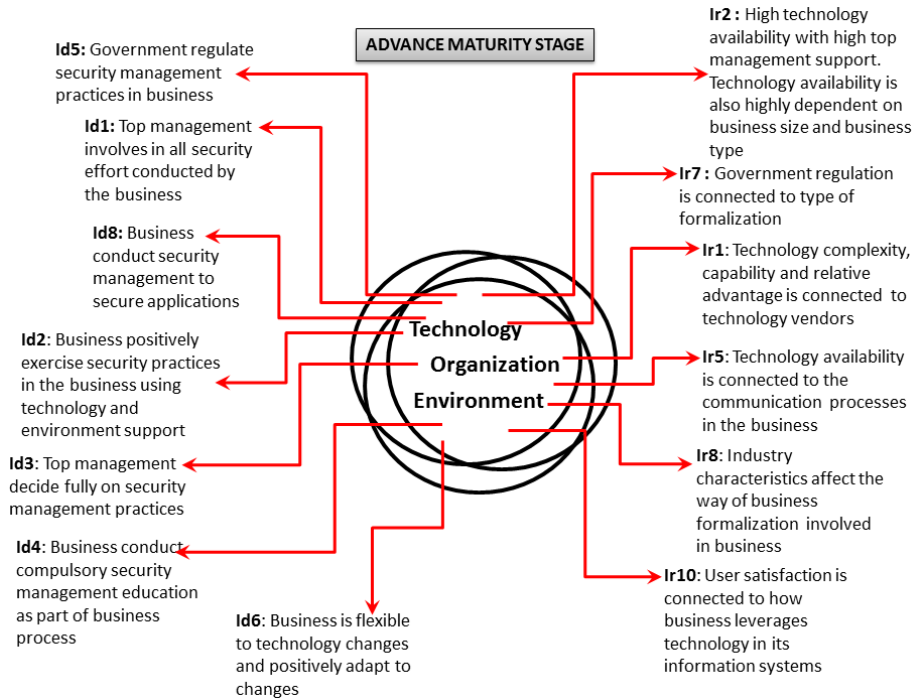 ADVANCE MATURITY STAGE
Id5: Government regulate
security management
practices in business
Id1: Top management
involves in all security
effort conducted by
the business
Id8: Business
conduct security
management to
secure applications
Id2: Business positively
exercise security practices
in the business using
technology and
environment support
Id3: Top management
decide fully on security
management practices
Id4: Business conduct
compulsory security
management education
as part of business
process
Id6: Business is flexible
to technology changes
and positively adapt to
changes
Technology
Organization
Environment
Ir2 : High technology
availability with high top
management support.
Technology availability is
also highly dependent on
business size and business
type
Ir7 : Government regulation
is connected to type of
formalization
Ir1: Technology complexity,
capability and relative
advantage is connected to
technology vendors
Ir5: Technology availability
is connected to the
communication processes
in the business
Ir8: Industry
characteristics affect the
way of business
formalization involved
in business
Ir10: User satisfaction is
connected to how
business leverages
technology in its
information systems